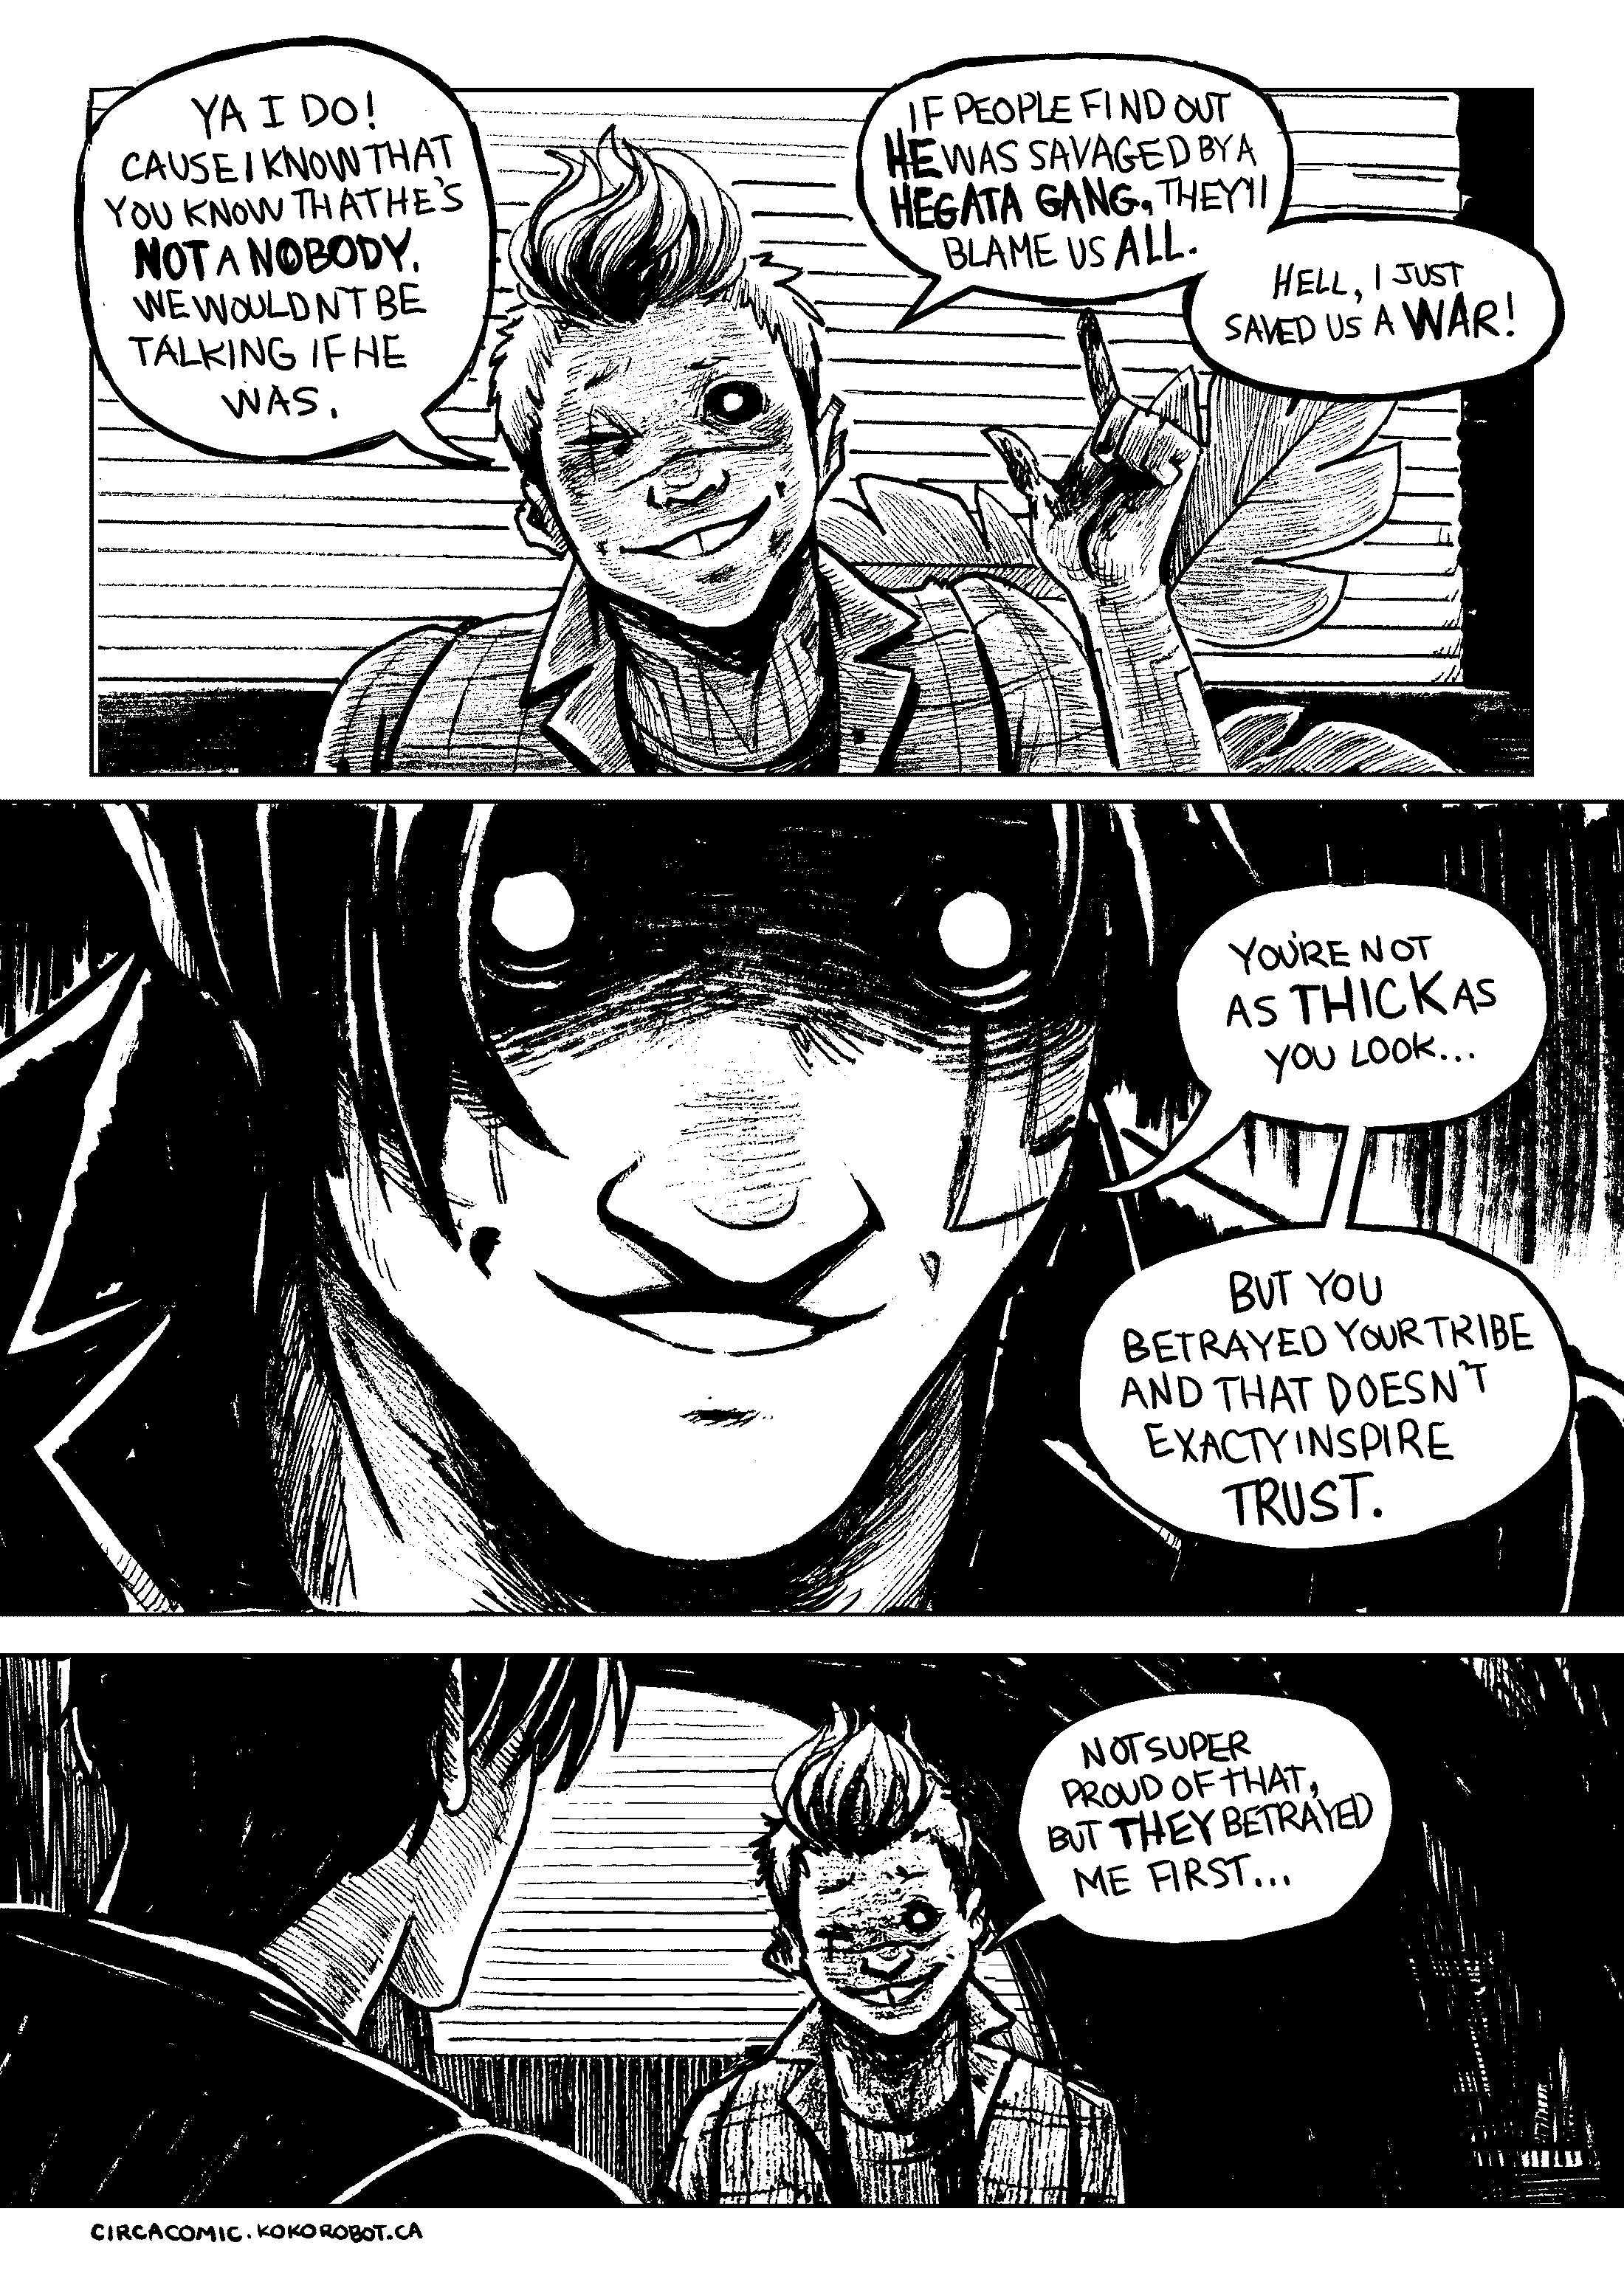 YA I DO!
CAUSE I KNOW THAT
YOU KNOW THAT HE'S
NOT A NOBODY.
WE WOULDN'T BE
TALKING IF HE
WAS.
IF PEOPLE FIND OUT
HE WAS SAVAGED BY A
HEGATA GANG, THEY'll
BLAME US ALL.
HELL, I JUST
SAVED US A WAR!
YOU'RE NOT
AS THICK AS
YOU LOOK...
BUT YOU
BETRAYED YOUR TRIBE
AND THAT DOESN'T
EXACTY INSPIRE
TRUST.
NOT SUPER
PROUD OF THAT,
BUT THEY BETRAYED
ME FIRST...
CIRCACOMIC.KOKOROBOT.CA